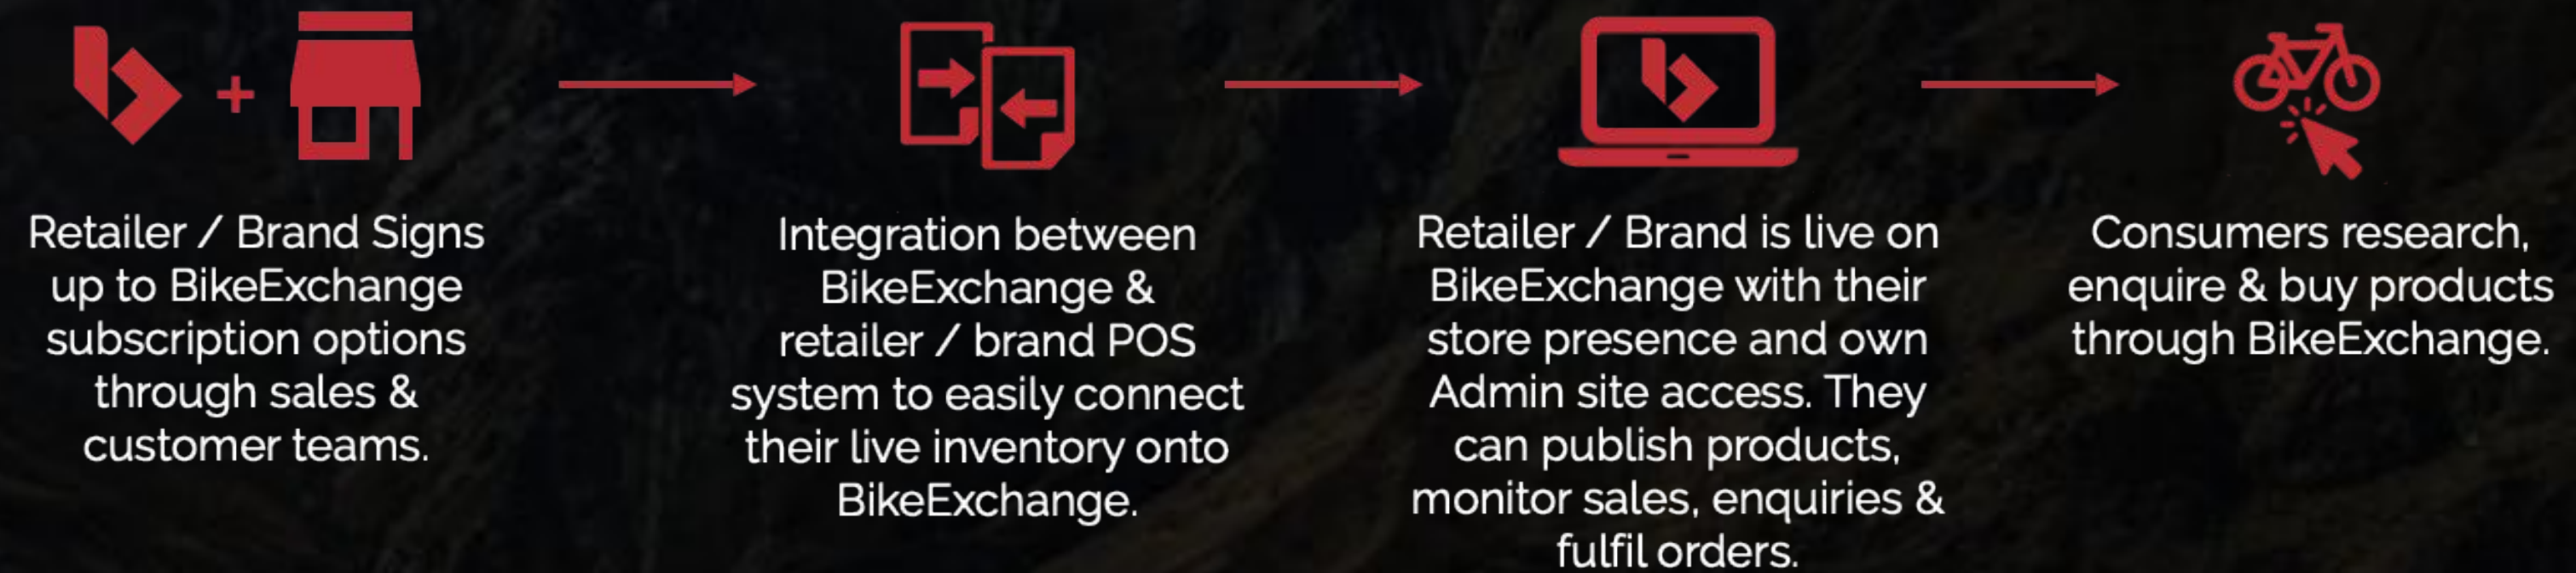 Retailer / Brand Signs
up to BikeExchange
subscription options
through sales &
customer teams.
Integration between
BikeExchange &
retailer / brand POS
system to easily connect
their live inventory onto
BikeExchange.
Retailer / Brand is live on
BikeExchange with their
store presence and own
Admin site access. They
can publish products,
monitor sales, enquiries &
fulfil orders.
Consumers research,
enquire & buy products
through BikeExchange.